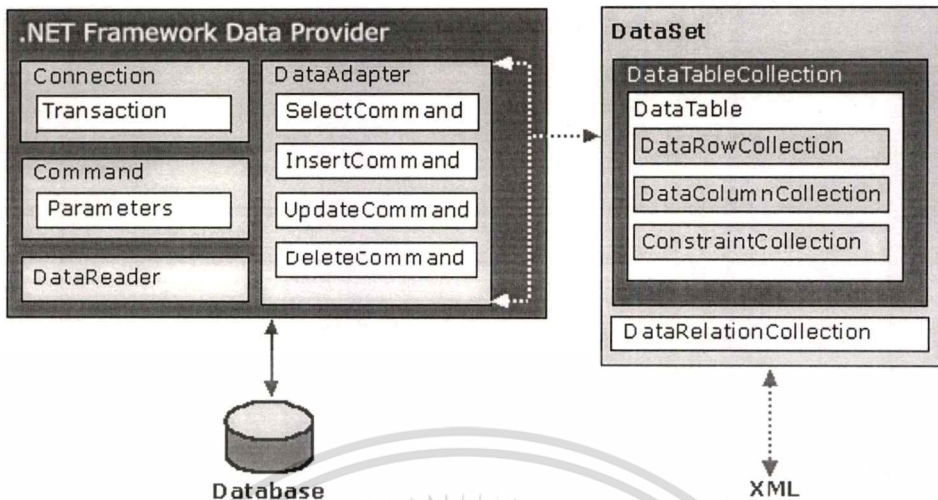 .NET Framework Data Provider
Connection
Transaction
Command
Parameters
DataReader
DataAdapter
SelectCommand
InsertCommand
UpdateCommand
DeleteCommand
Database
DataSet
DataTableCollection
DataTable
DataRowCollection
DataColumnCollection
ConstraintCollection
DataRelationCollection
XML